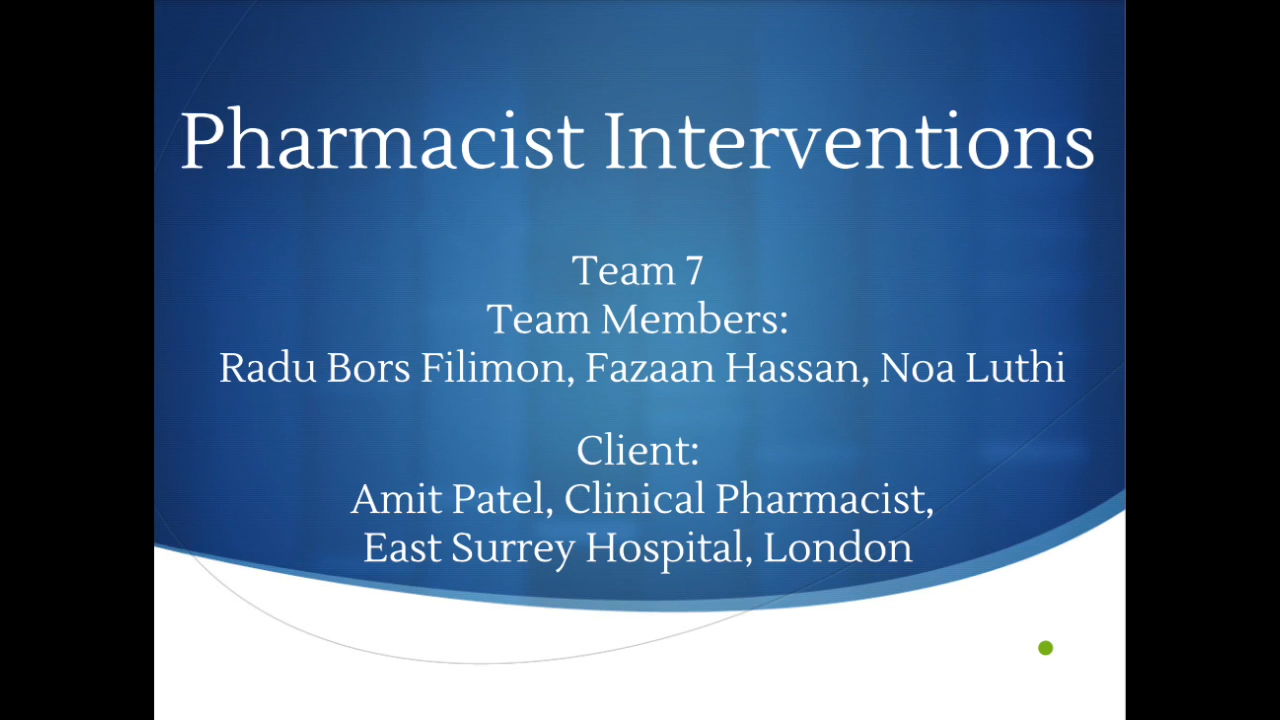 Pharmacist Interventions
Team 7
Team Members:
Radu Bors Filimon, Fazaan Hassan, Noa Luthi
Client:
Amit Patel, Clinical Pharmacist,
East Surrey Hospital, London